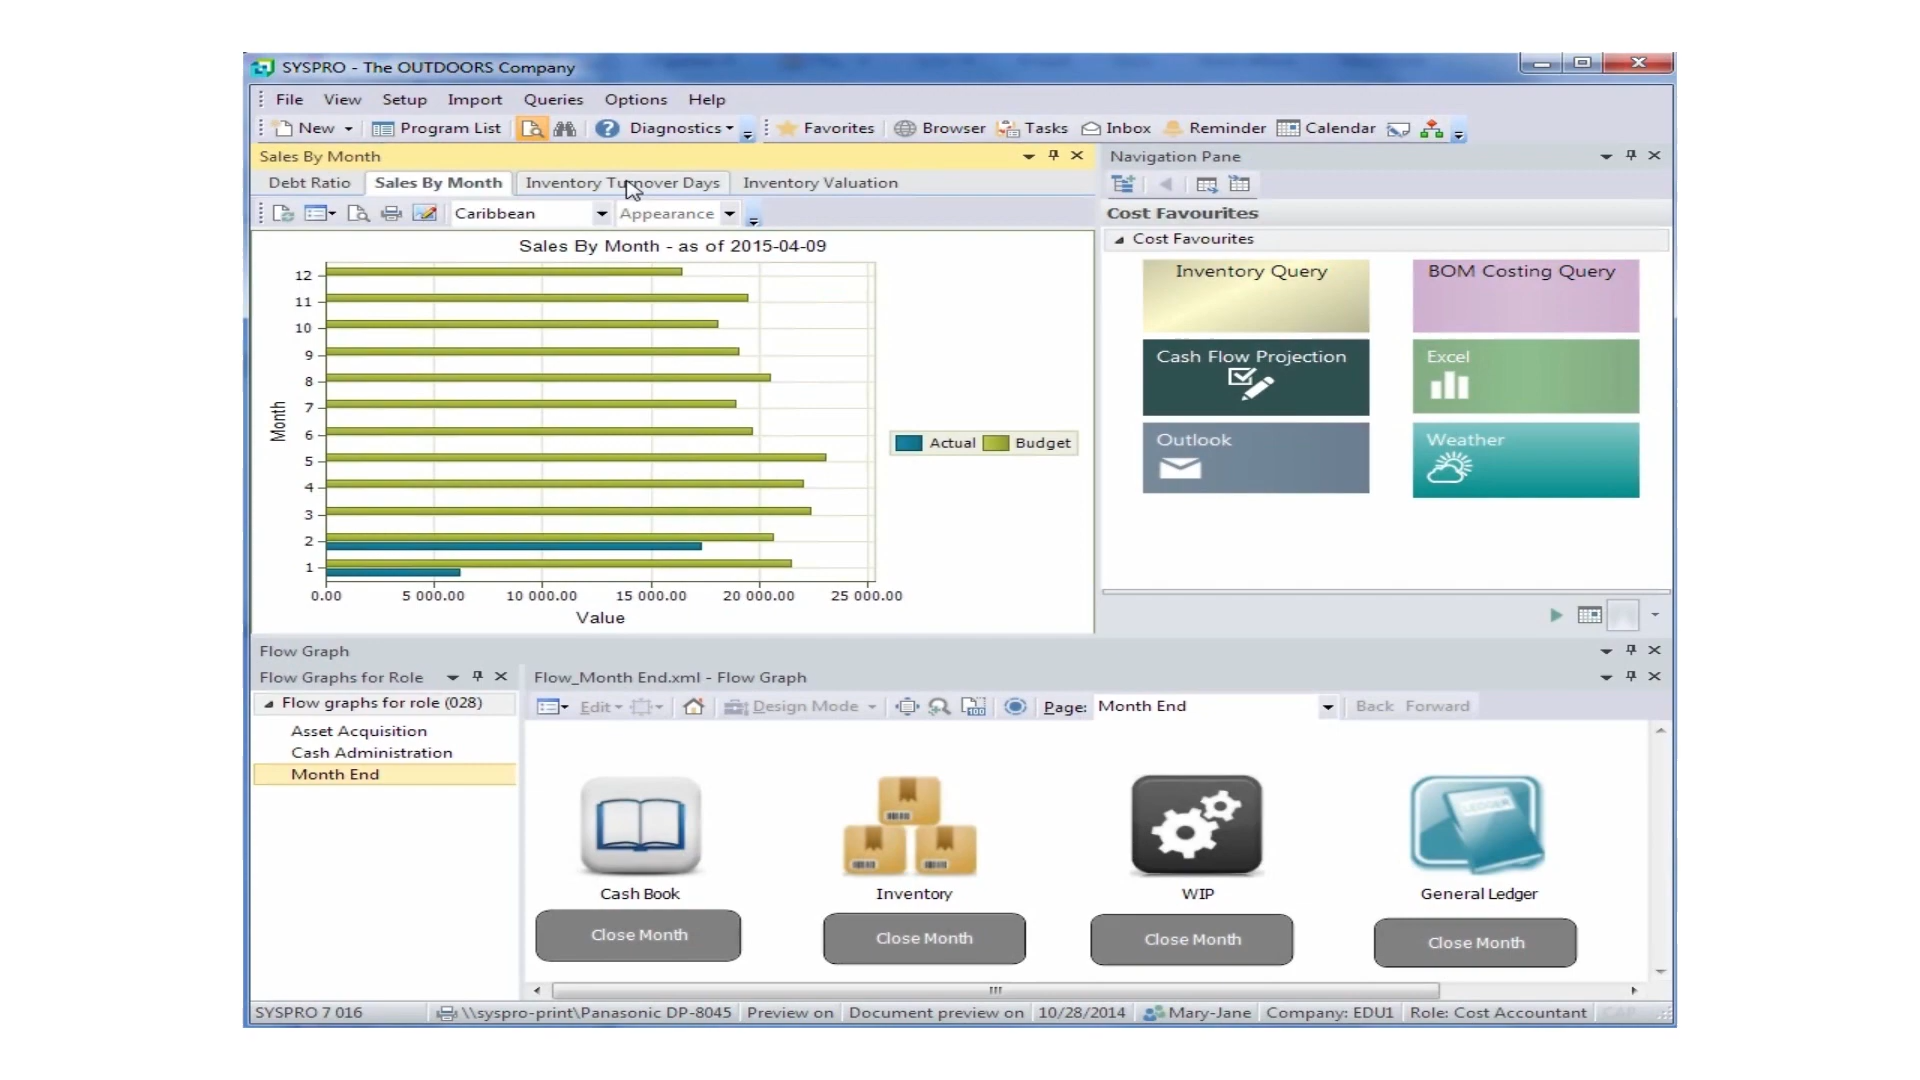 SYSPRO - The OUTDOORS Company
File View Setup Import Queries Options Help
New Program List Diagnostics Favorites Browser Tasks Inbox Reminder Calendar
Sales By Month
Debt Ratio Sales By Month Inventory Turnover Days Inventory Valuation
Caribbean Appearance
Sales By Month - as of 2015-04-09
12
11
10
9
8
7
6
5
4
3
2
1
Month
0.00 5 000.00 10 000.00 15 000.00 20 000.00 25 000.00
Value
Actual Budget
Navigation Pane
Cost Favourites
Cost Favourites
Inventory Query BOM Costing Query
Cash Flow Projection Excel
Outlook Weather
Flow Graph
Flow Graphs for Role
Flow graphs for role (028)
Asset Acquisition
Cash Administration
Month End
Flow_Month End.xml - Flow Graph
Edit Design Mode Page: Month End Back Forward
Cash Book Inventory WIP General Ledger
Close Month Close Month Close Month Close Month
SYSPRO 7 016 \\syspro-print\Panasonic DP-8045 Preview on Document preview on 10/28/2014 Mary-Jane Company: EDU1 Role: Cost Accountant